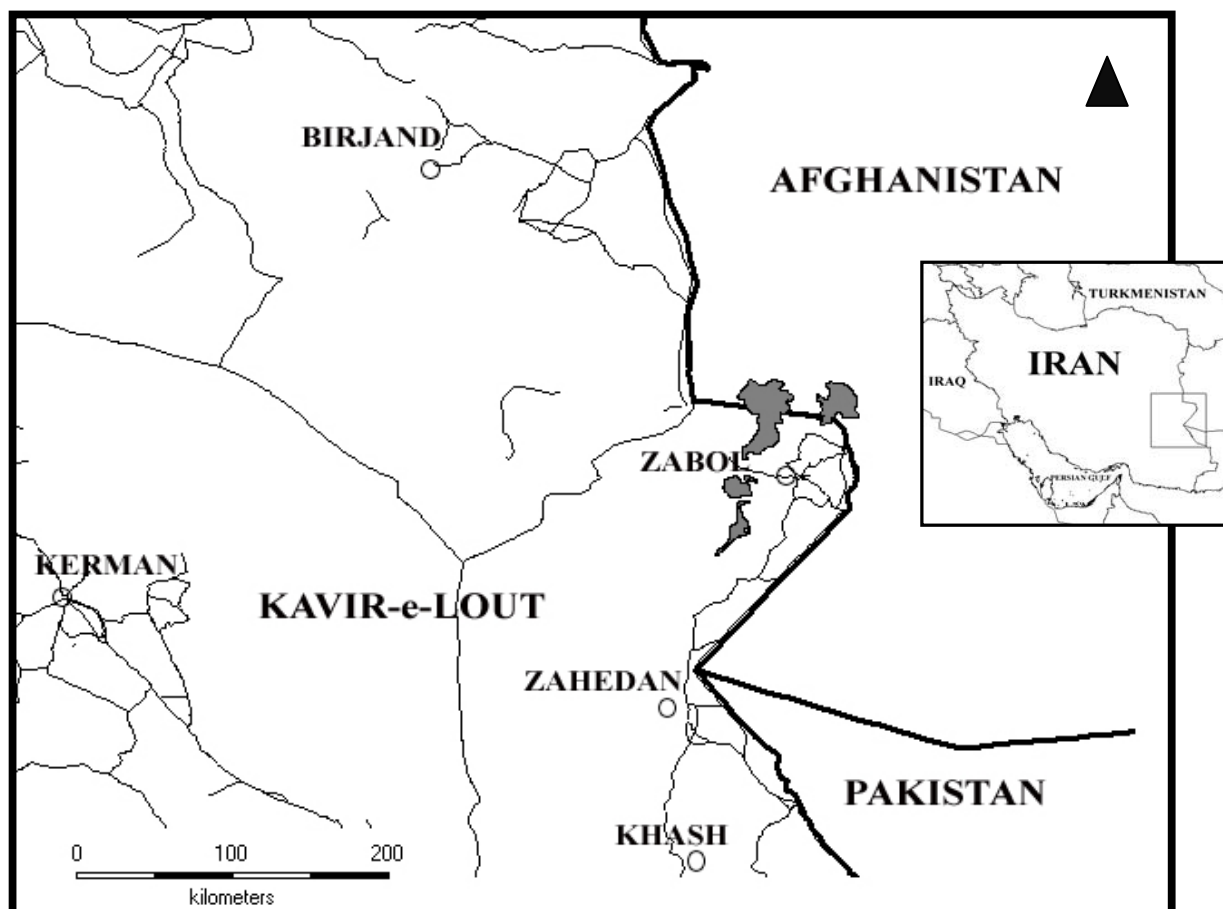 BIRJAND
AFGHANISTAN
TURKMENISTAN
IRAN
IRAQ
PERSIAN GULF
ZABOL
KERMAN
KAVIR-e-LOUT
ZAHEDAN
PAKISTAN
KHASH
0 100 200
kilometers